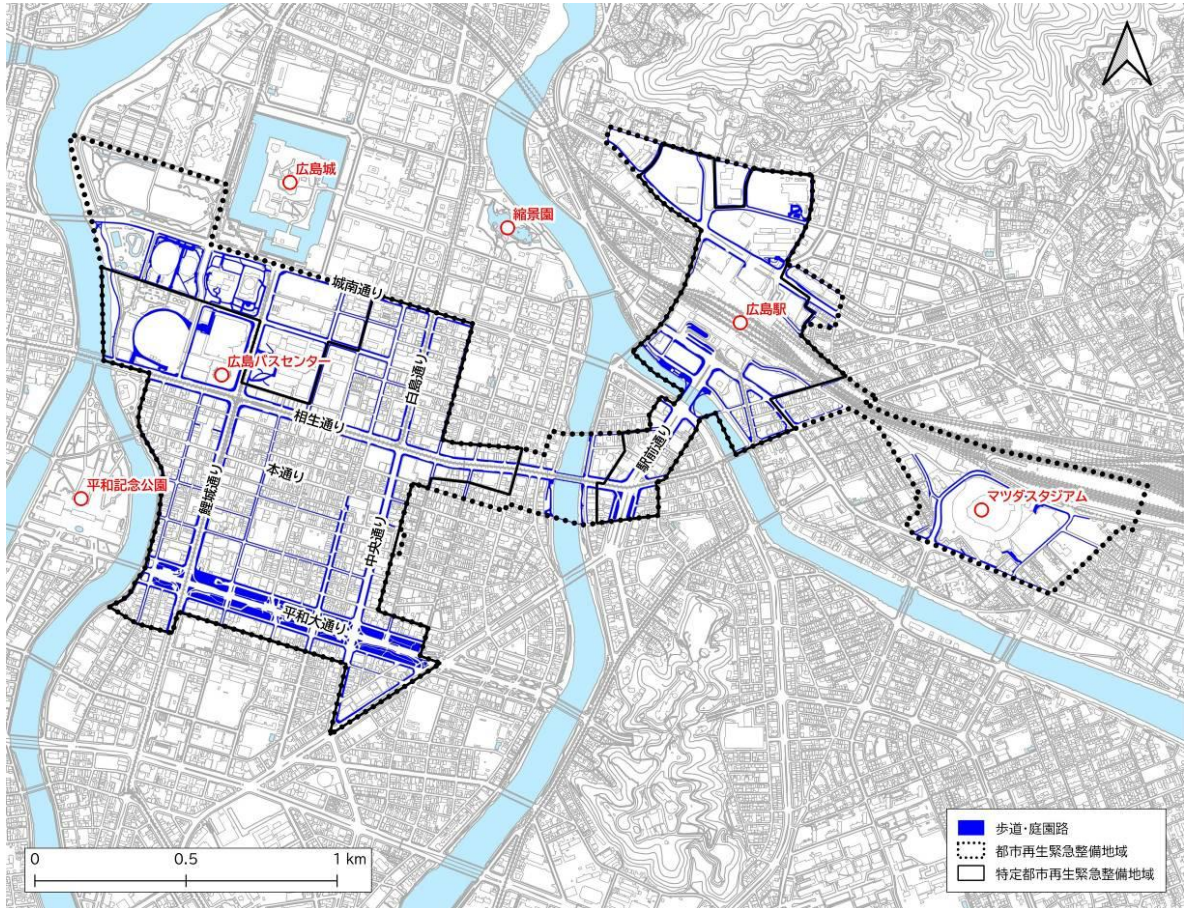 広島城
縮景園
城南通り
広島駅
広島バスセンター
白島通り
相生通り
駅前通り
本通り
鯉城通り
平和記念公園
マツダスタジアム
中央通り
平和大通り
歩道・庭園路
都市再生緊急整備地域
特定都市再生緊急整備地域
0 0.5 1 km